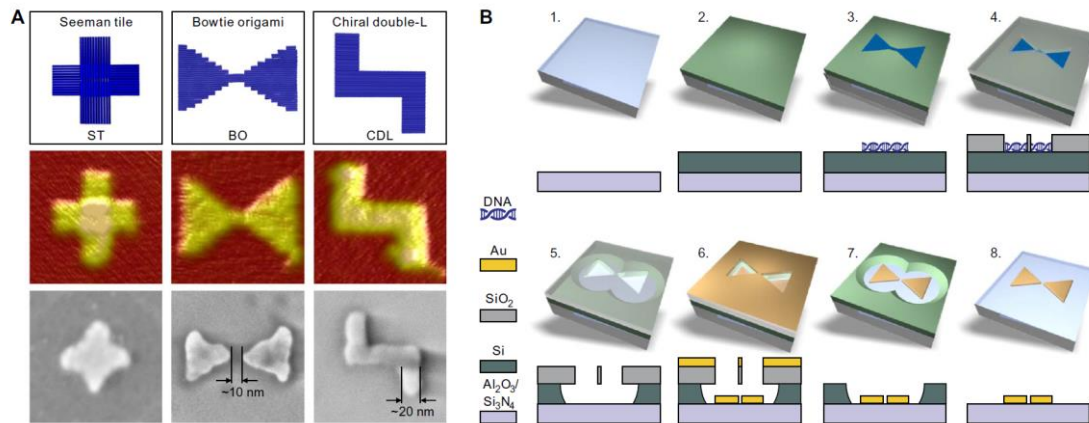 A
Seeman tile
ST
Bowtie origami
BO
Chiral double-L
CDL
~10 nm
~20 nm
B
1.
2.
3.
4.
DNA
Au
SiO₂
Si
Al₂O₃/
Si₃N₄
5.
6.
7.
8.